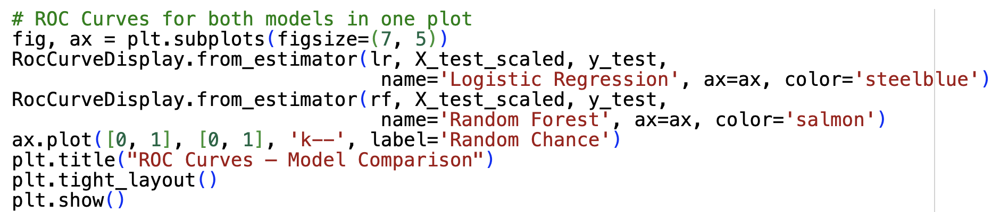 # ROC Curves for both models in one plot
fig, ax = plt.subplots(figsize=(7, 5))
RocCurveDisplay.from_estimator(lr, X_test_scaled, y_test,
                                name='Logistic Regression', ax=ax, color='steelblue')
RocCurveDisplay.from_estimator(rf, X_test_scaled, y_test,
                                name='Random Forest', ax=ax, color='salmon')
ax.plot([0, 1], [0, 1], 'k--', label='Random Chance')
plt.title("ROC Curves — Model Comparison")
plt.tight_layout()
plt.show()